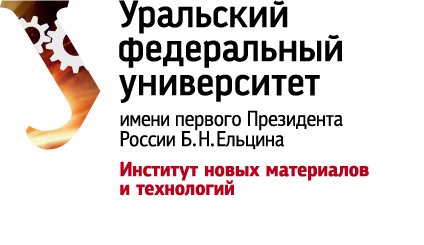 Уральский
федеральный
университет
имени первого Президента
России Б.Н.Ельцина
Институт новых материалов
и технологий